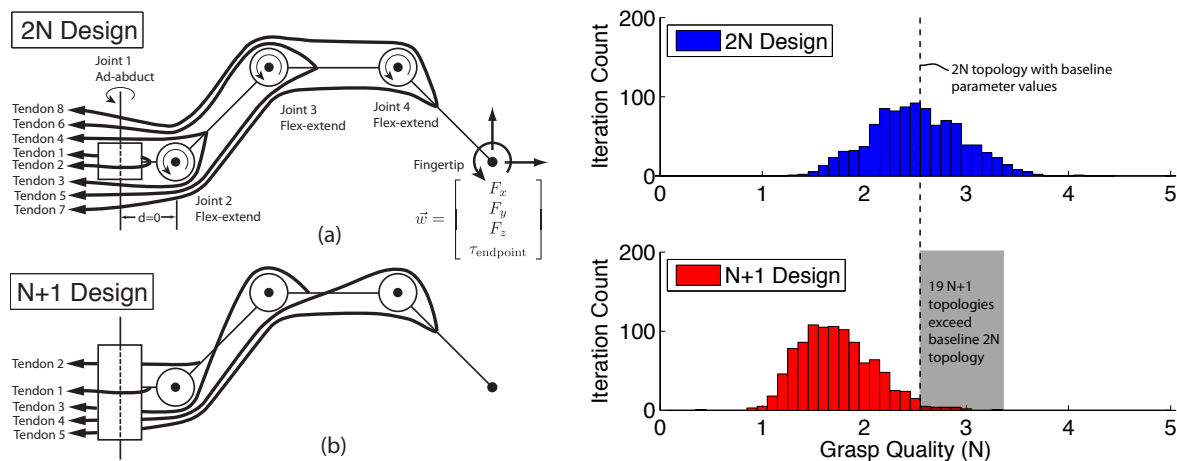 2N Design
Joint 1
Ad-abduct
Tendon 8
Tendon 6
Tendon 4
Tendon 1
Tendon 2
Tendon 3
Tendon 5
Tendon 7
d=0
Joint 2
Flex-extend
Joint 3
Flex-extend
Joint 4
Flex-extend
Fingertip
(a)
w⃗ =
F_x
F_y
F_z
τ_endpoint
N+1 Design
Tendon 2
Tendon 1
Tendon 3
Tendon 4
Tendon 5
(b)
Iteration Count
200
100
0
2N Design
2N topology with baseline
parameter values
0 1 2 3 4 5
Iteration Count
200
100
0
N+1 Design
19 N+1
topologies
exceed
baseline 2N
topology
0 1 2 3 4 5
Grasp Quality (N)